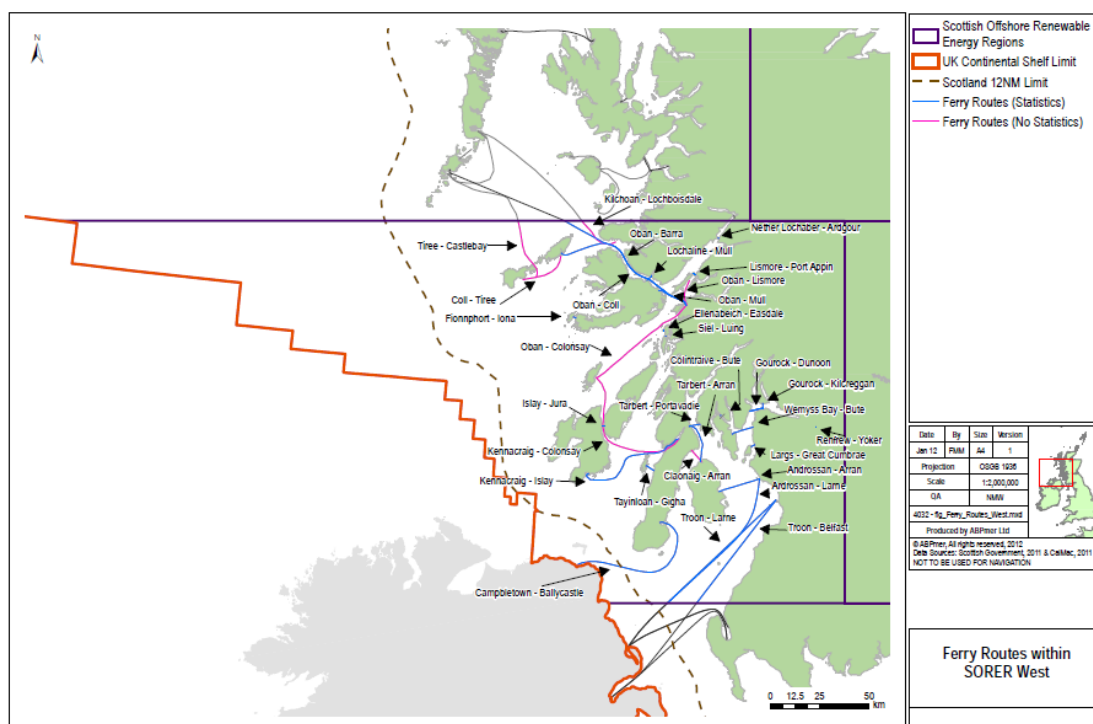 N
Scottish Offshore Renewable
Energy Regions
UK Continental Shelf Limit
Scotland 12NM Limit
Ferry Routes (Statistics)
Ferry Routes (No Statistics)
Kilchoan - Lochboisdale
Oban - Barra
Nether Lochaber - Ardgour
Tiree - Castlebay
Lochaline - Mull
Lismore - Port Appin
Oban - Lismore
Coll - Tiree
Oban - Coll
Oban - Mull
Fionnphort - Iona
Ellenabeich - Easdale
Siel - Luing
Oban - Colonsay
Colintraive - Bute
Gourock - Dunoon
Tarbert - Arran
Gourock - Kilcreggan
Islay - Jura
Tarbert - Portavadie
Wemyss Bay - Bute
Renfrew - Yoker
Kennacraig - Colonsay
Largs - Great Cumbrae
Claonaig - Arran
Androssan - Arran
Kennacraig - Islay
Ardrossan - Larne
Tayinloan - Gigha
Troon - Larne
Troon - Belfast
Campbletown - Ballycastle
0 12.5 25 50
km
Date By Size Version
Jan 12 FMM A4 1
Projection OSGB 1936
Scale 1:2,000,000
QA NMW
4032 - fig_Ferry_Routes_West.mxd
Produced by ABPmer Ltd
© ABPmer, All rights reserved, 2012
Data Sources: Scottish Government, 2011 & CalMac, 2011
NOT TO BE USED FOR NAVIGATION
Ferry Routes within
SORER West